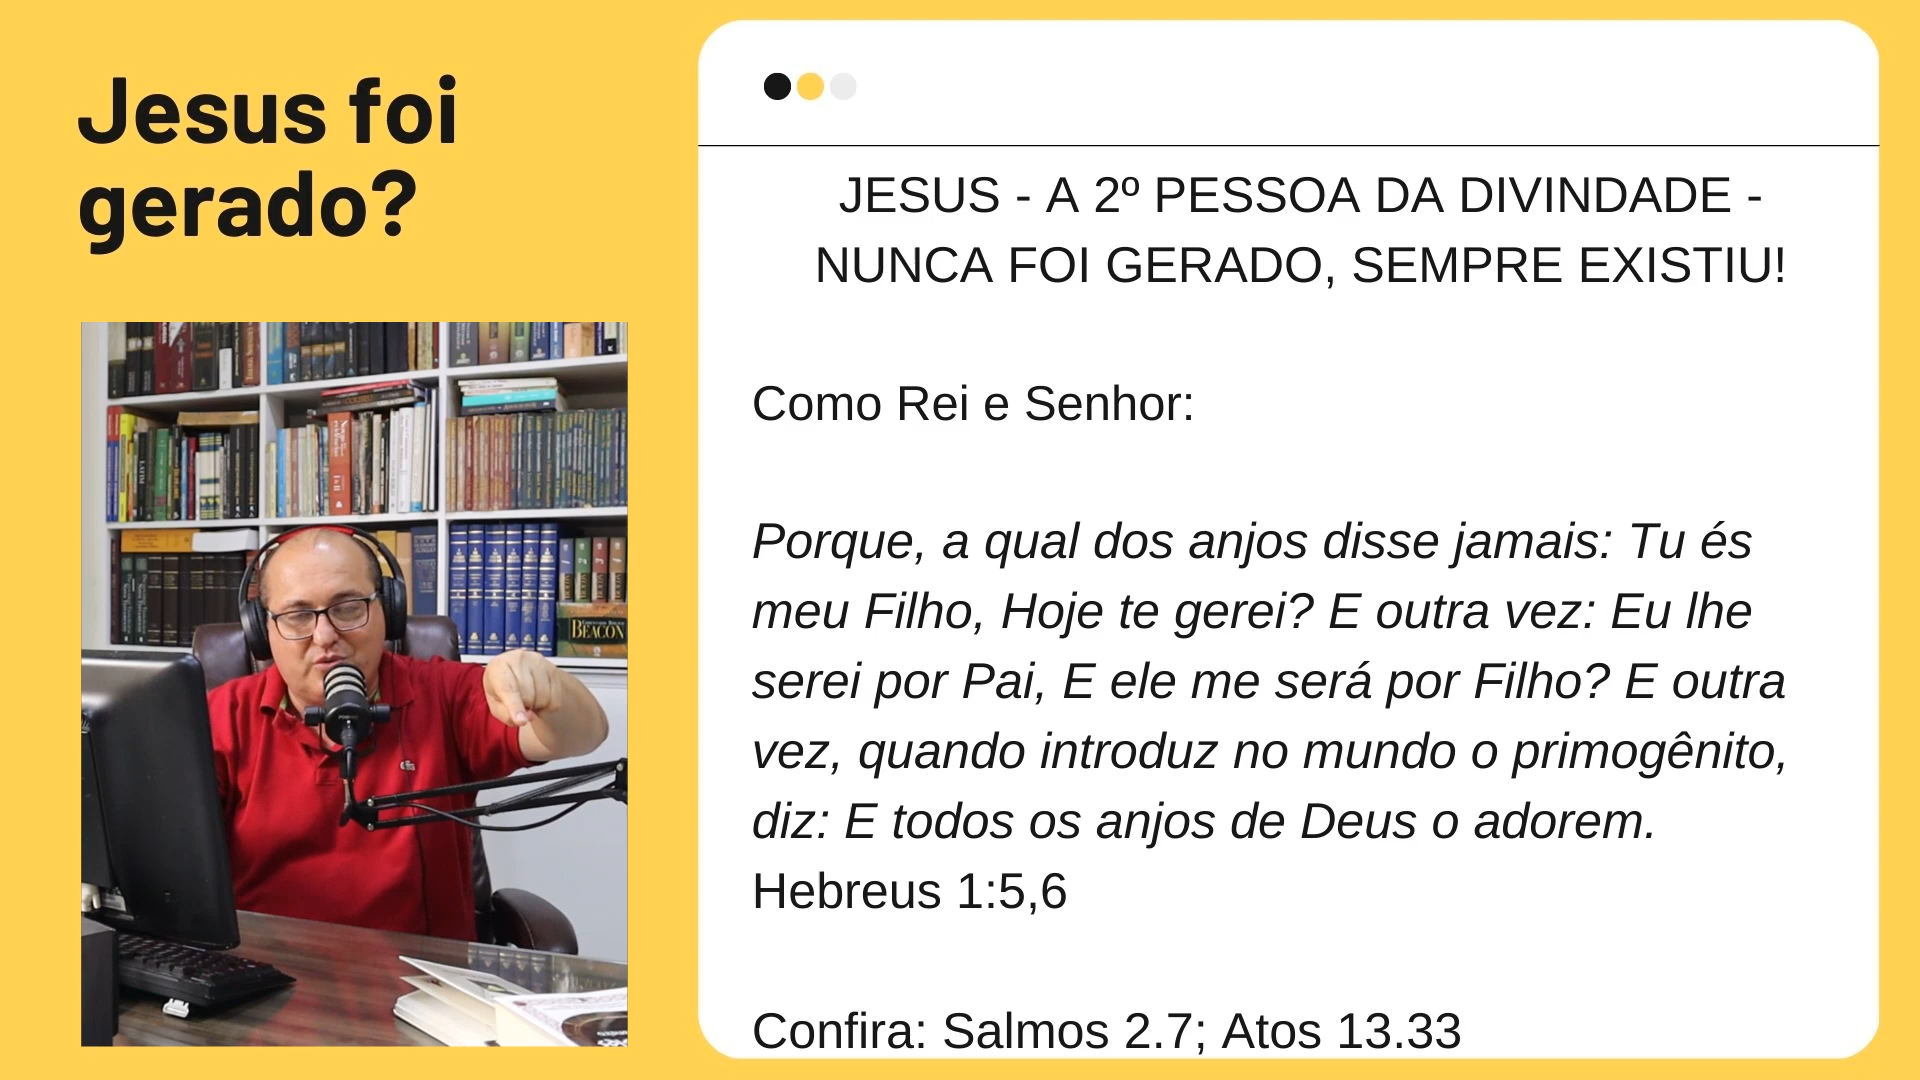 Jesus foi
gerado?
JESUS - A 2º PESSOA DA DIVINDADE -
NUNCA FOI GERADO, SEMPRE EXISTIU!
Como Rei e Senhor:
Porque, a qual dos anjos disse jamais: Tu és
meu Filho, Hoje te gerei? E outra vez: Eu lhe
serei por Pai, E ele me será por Filho? E outra
vez, quando introduz no mundo o primogênito,
diz: E todos os anjos de Deus o adorem.
Hebreus 1:5,6
Confira: Salmos 2.7; Atos 13.33
BEACON